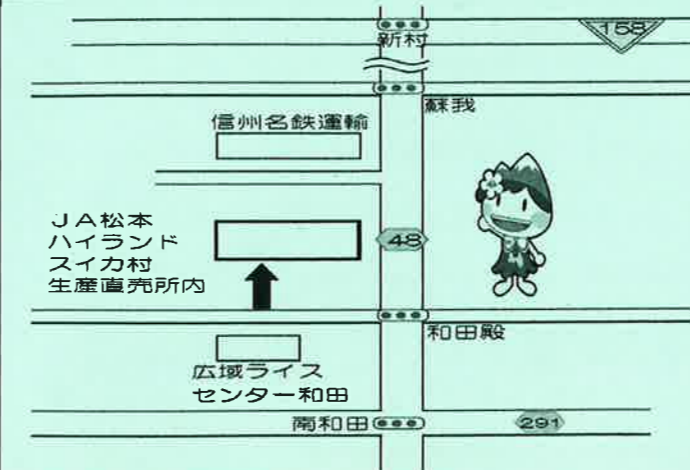 158
新村
蘇我
信州名鉄運輸
JA松本
ハイランド
スイカ村
生産直売所内
48
和田殿
広域ライス
センター和田
南和田
291